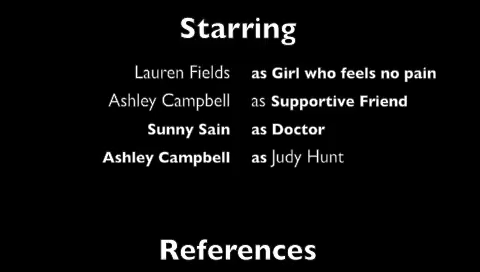 Starring
Lauren Fields as Girl who feels no pain
Ashley Campbell as Supportive Friend
Sunny Sain as Doctor
Ashley Campbell as Judy Hunt
References